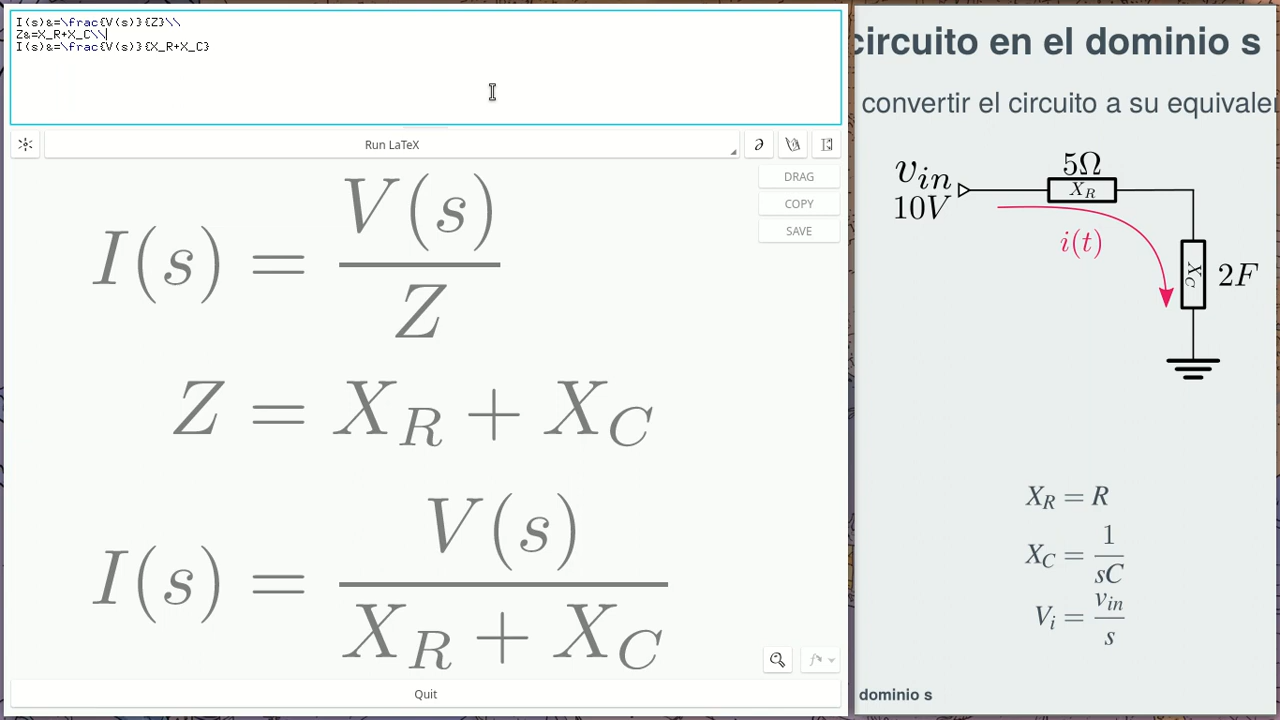 I(s)&=\frac{V(s)}{Z}\\
Z&=X_R+X_C\\
I(s)&=\frac{V(s)}{X_R+X_C}
Run LaTeX
DRAG
COPY
SAVE
I(s) = V(s)/Z
Z = X_R + X_C
I(s) = V(s)/(X_R + X_C)
Quit
circuito en el dominio s
convertir el circuito a su equivale
v_in
10V
5Ω
X_R
i(t)
X_C
2F
X_R = R
X_C = 1/sC
V_i = v_in/s
dominio s